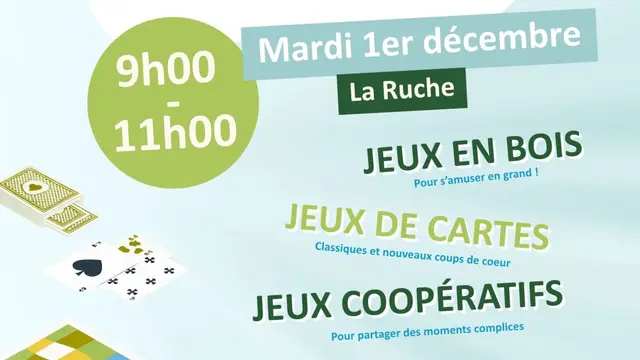 9h00
-
11h00
Mardi 1er décembre
La Ruche
JEUX EN BOIS
Pour s'amuser en grand !
JEUX DE CARTES
Classiques et nouveaux coups de coeur
JEUX COOPÉRATIFS
Pour partager des moments complices